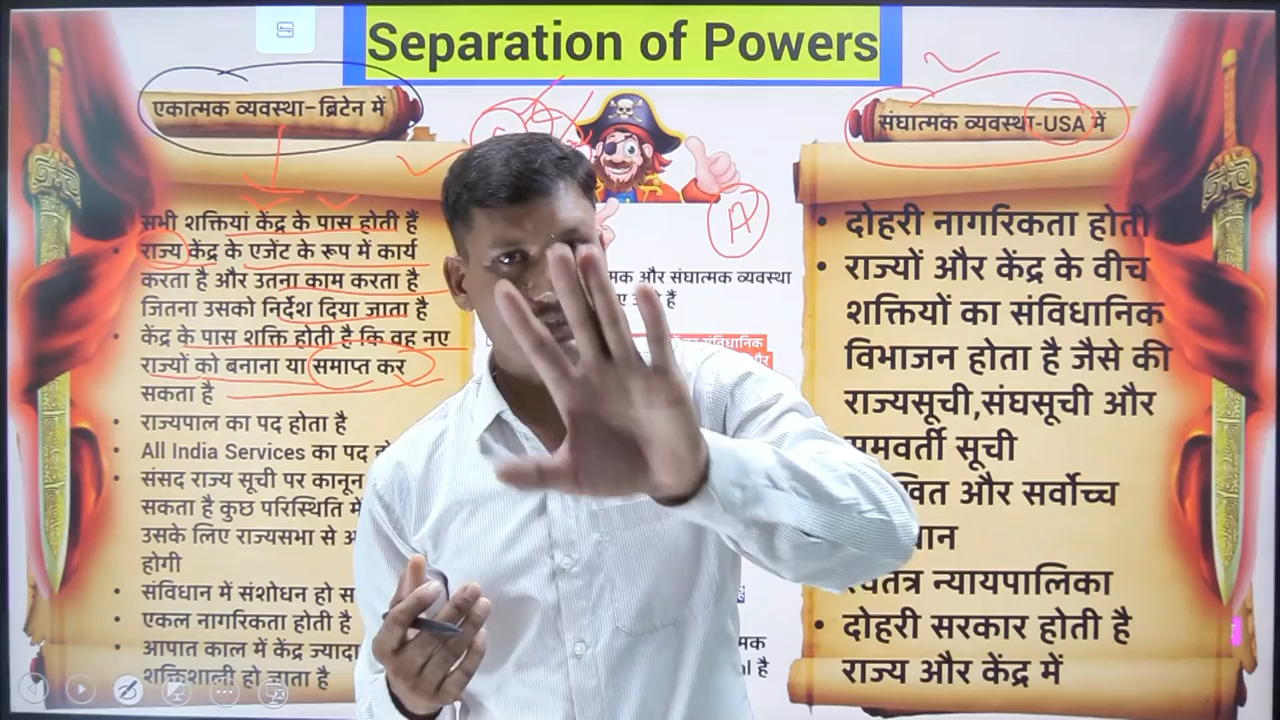 Separation of Powers
एकात्मक व्यवस्था-ब्रिटेन में
सभी शक्तियां केंद्र के पास होती हैं
राज्य केंद्र के एजेंट के रूप में कार्य
करता है और उतना काम करता है
जितना उसको निर्देश दिया जाता है
केंद्र के पास शक्ति होती है कि वह नए
राज्यों को बनाना या समाप्त कर
सकता है
राज्यपाल का पद होता है
All India Services का पद
संसद राज्य सूची पर कानून
सकता है कुछ परिस्थिति में
उसके लिए राज्यसभा से
होगी
संविधान में संशोधन हो
एकल नागरिकता होती है
आपात काल में केंद्र ज्यादा
शक्तिशाली हो जाता है
A
और संघात्मक व्यवस्था
हैं
संविधानिक
है
संघात्मक व्यवस्था-USA में
दोहरी नागरिकता होती
राज्यों और केंद्र के वीच
शक्तियों का संविधानिक
विभाजन होता है जैसे की
राज्यसूची,संघसूची और
सूची
और सर्वोच्च
न्यायपालिका
दोहरी सरकार होती है
राज्य और केंद्र में